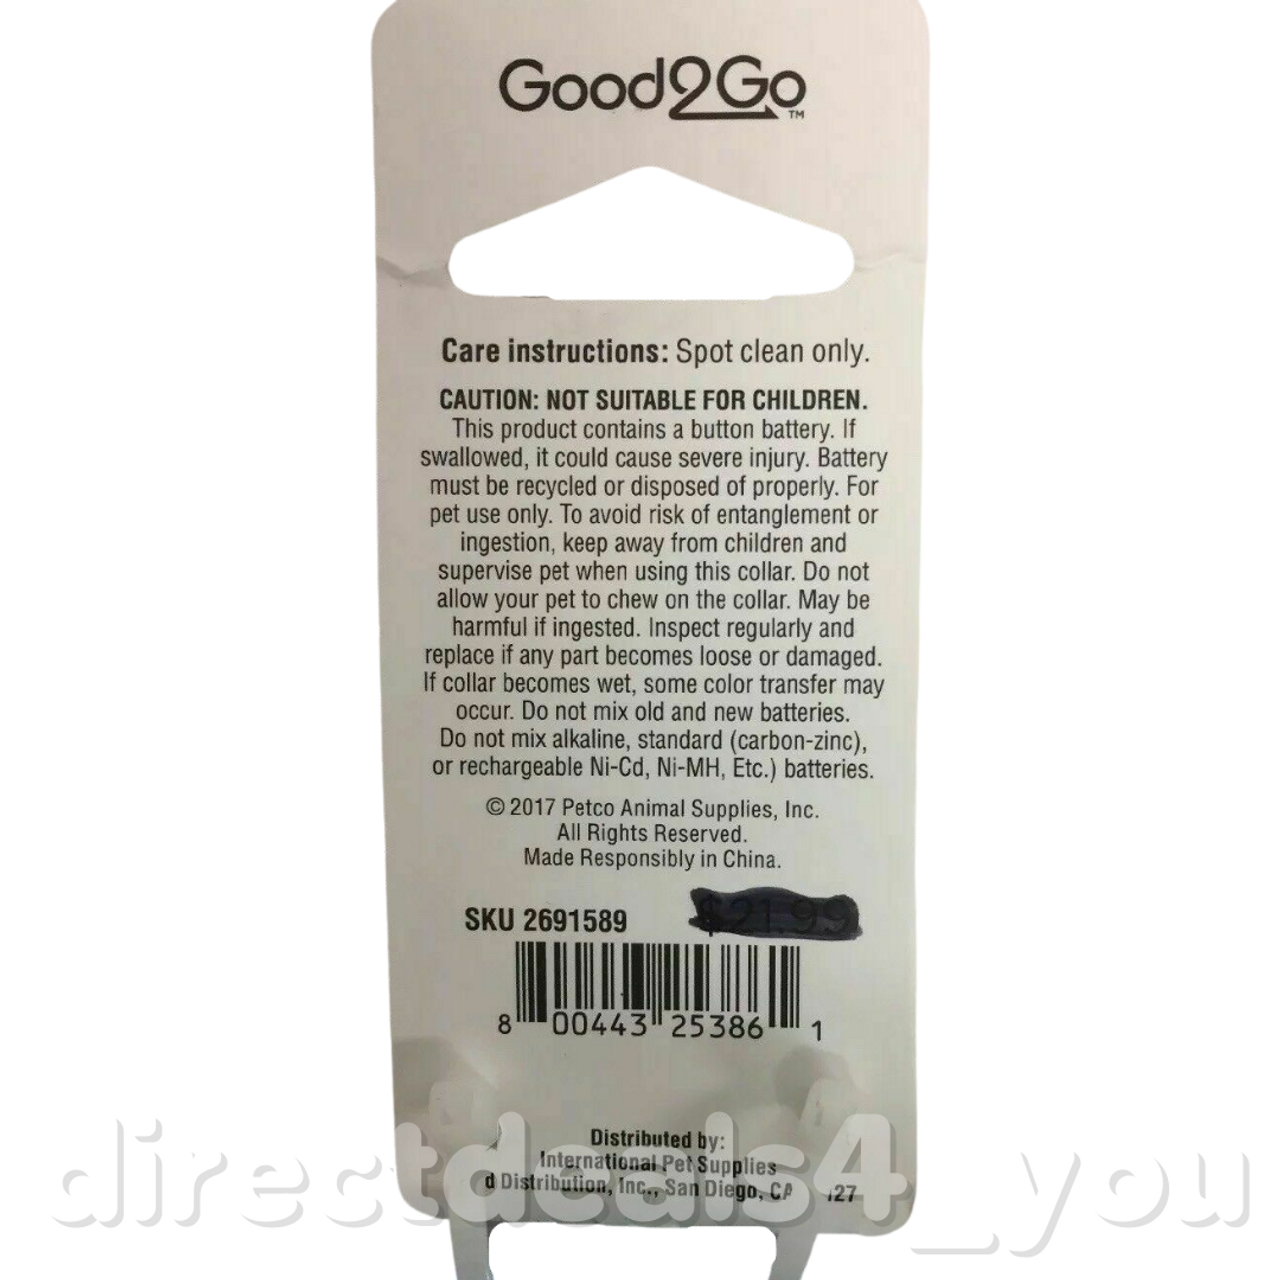 Good2Go™
Care instructions: Spot clean only.
CAUTION: NOT SUITABLE FOR CHILDREN.
This product contains a button battery. If
swallowed, it could cause severe injury. Battery
must be recycled or disposed of properly. For
pet use only. To avoid risk of entanglement or
ingestion, keep away from children and
supervise pet when using this collar. Do not
allow your pet to chew on the collar. May be
harmful if ingested. Inspect regularly and
replace if any part becomes loose or damaged.
If collar becomes wet, some color transfer may
occur. Do not mix old and new batteries.
Do not mix alkaline, standard (carbon-zinc),
or rechargeable Ni-Cd, Ni-MH, Etc.) batteries.
© 2017 Petco Animal Supplies, Inc.
All Rights Reserved.
Made Responsibly in China.
SKU 2691589 $21.99
8 00443 25386 1
Distributed by:
International Pet Supplies
d Distribution, Inc., San Diego, CA 127
directdeals4_you